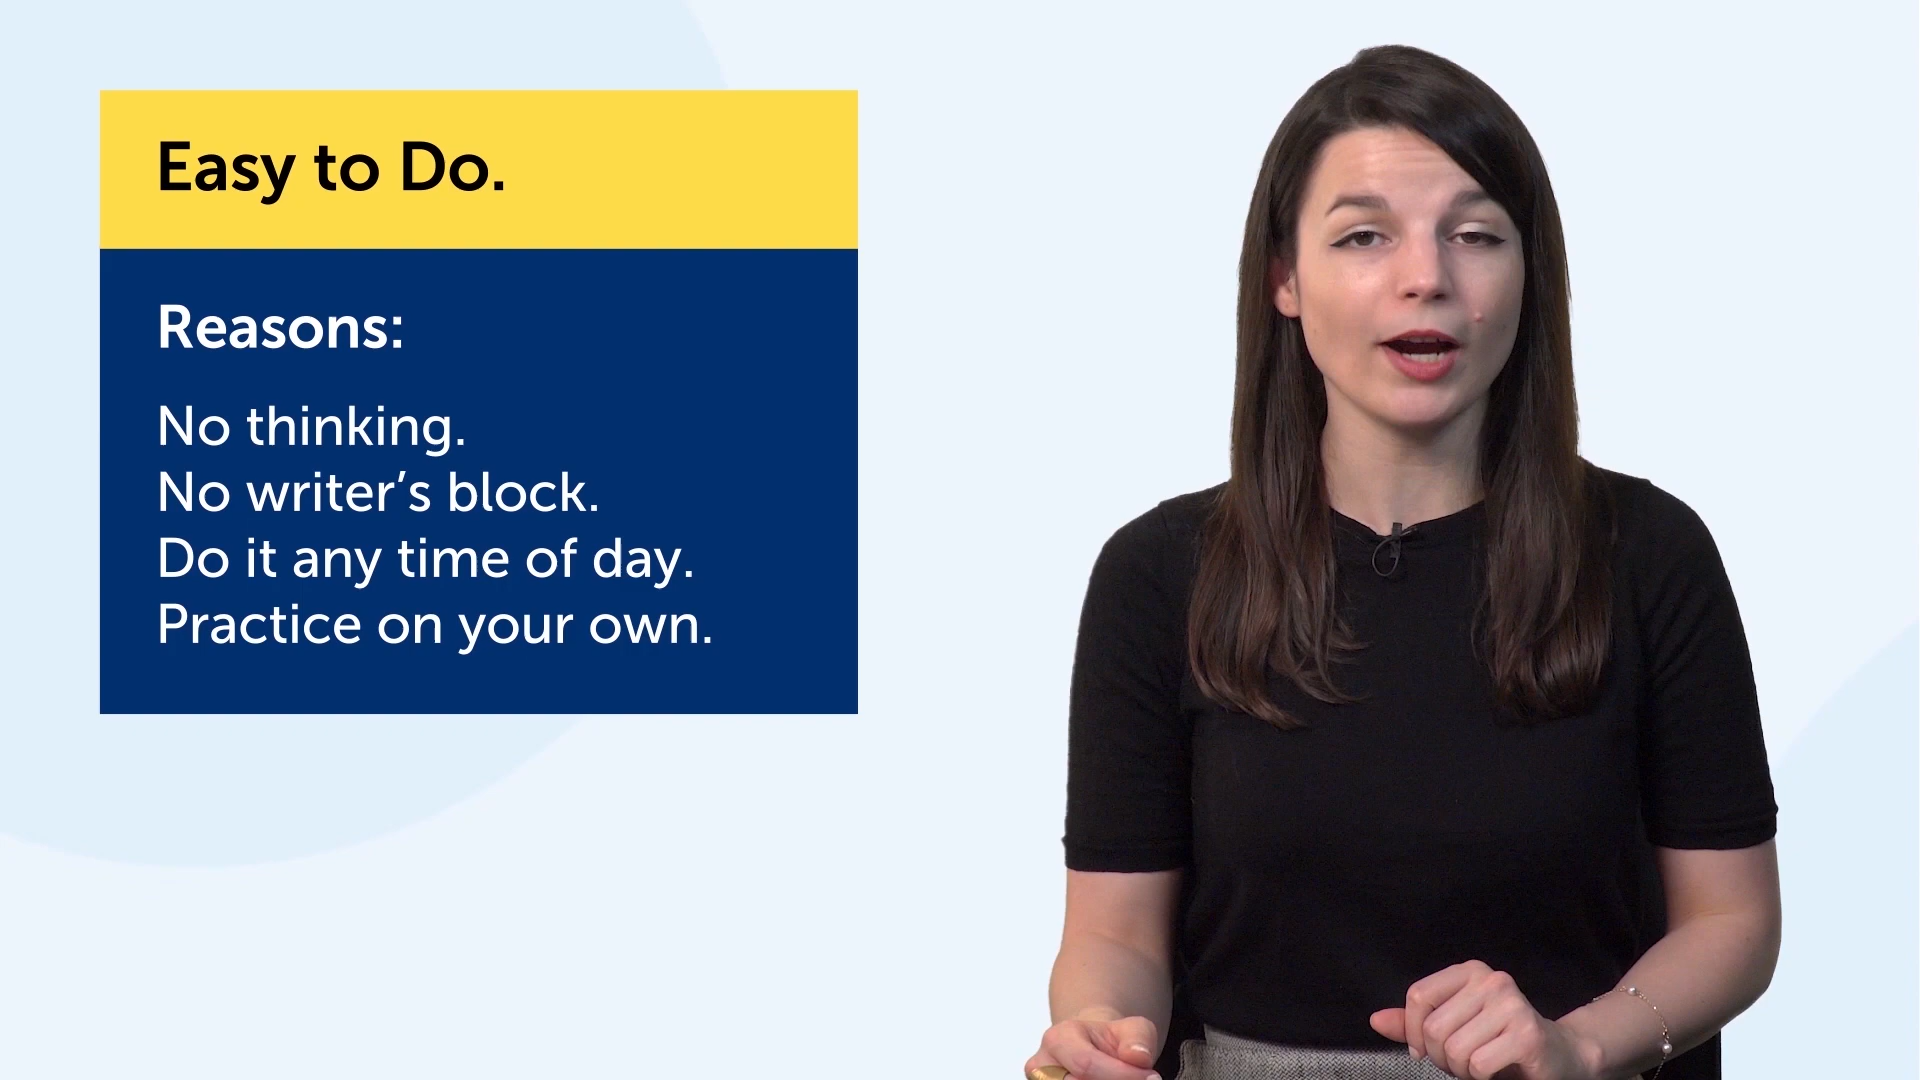 Easy to Do.
Reasons:
No thinking.
No writer’s block.
Do it any time of day.
Practice on your own.